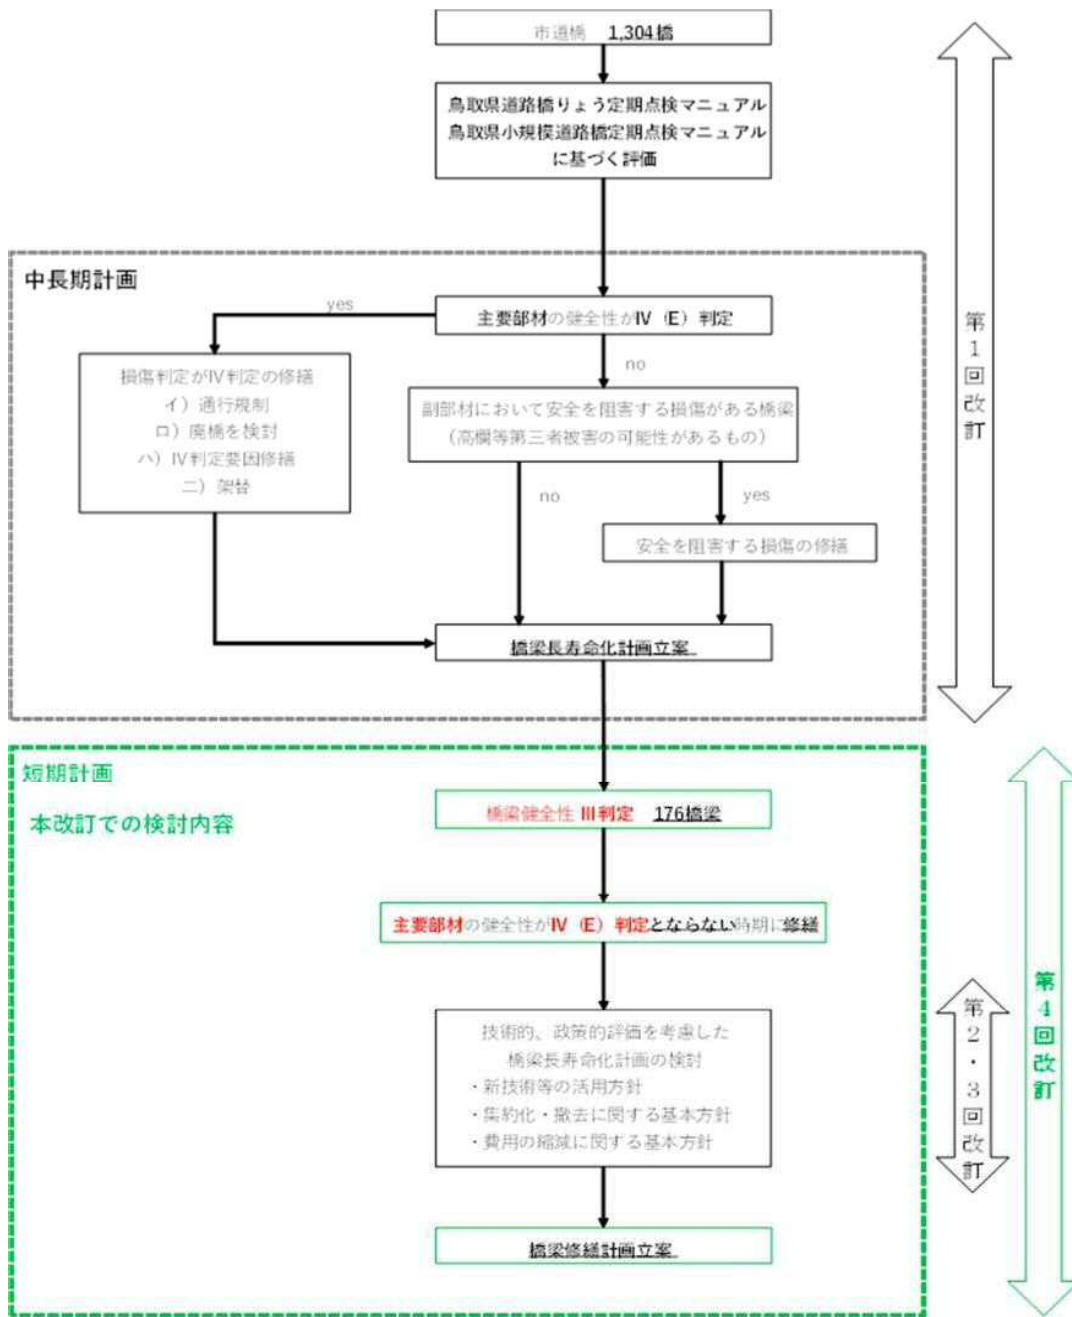 市道橋 1,304橋
鳥取県道路橋りょう定期点検マニュアル
鳥取県小規模道路橋定期点検マニュアル
に基づく評価
中長期計画
主要部材の健全性がⅣ（E）判定
yes
no
損傷判定がⅣ判定の修繕
イ）通行規制
ロ）廃橋を検討
ハ）Ⅳ判定要因修繕
二）架替
副部材において安全を阻害する損傷がある橋梁
（高欄等第三者被害の可能性があるもの）
no
yes
安全を阻害する損傷の修繕
橋梁長寿命化計画立案
第1回改訂
短期計画
本改訂での検討内容
橋梁健全性 Ⅲ判定 176橋梁
主要部材の健全性がⅣ（E）判定とならない時期に修繕
技術的、政策的評価を考慮した
橋梁長寿命化計画の検討
・新技術等の活用方針
・集約化・撤去に関する基本方針
・費用の縮減に関する基本方針
橋梁修繕計画立案
第2・3回改訂
第4回改訂